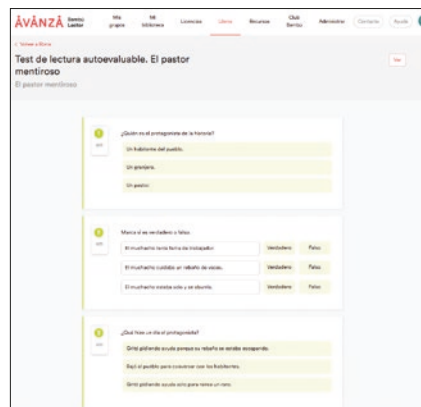 AVANZA Santillana Lector
Mis grupos
Mi biblioteca
Licencias
Libros
Recursos
Club
Administrar
Contacto
Ayuda
< Volver a libros
Test de lectura autoevaluable. El pastor
mentiroso
Ver
El pastor mentiroso
1
¿Quién es el protagonista de la historia?
Un habitante del pueblo.
Un granjero.
Un pastor.
2
Marca si es verdadero o falso.
El muchacho tenía fama de trabajador.
Verdadero
Falso
El muchacho cuidaba un rebaño de vacas.
Verdadero
Falso
El muchacho estaba solo y se aburría.
Verdadero
Falso
3
¿Qué hizo un día el protagonista?
Gritó pidiendo ayuda porque su rebaño se estaba escapando.
Bajó al pueblo para conversar con los habitantes.
Gritó pidiendo ayuda solo para reírse un rato.